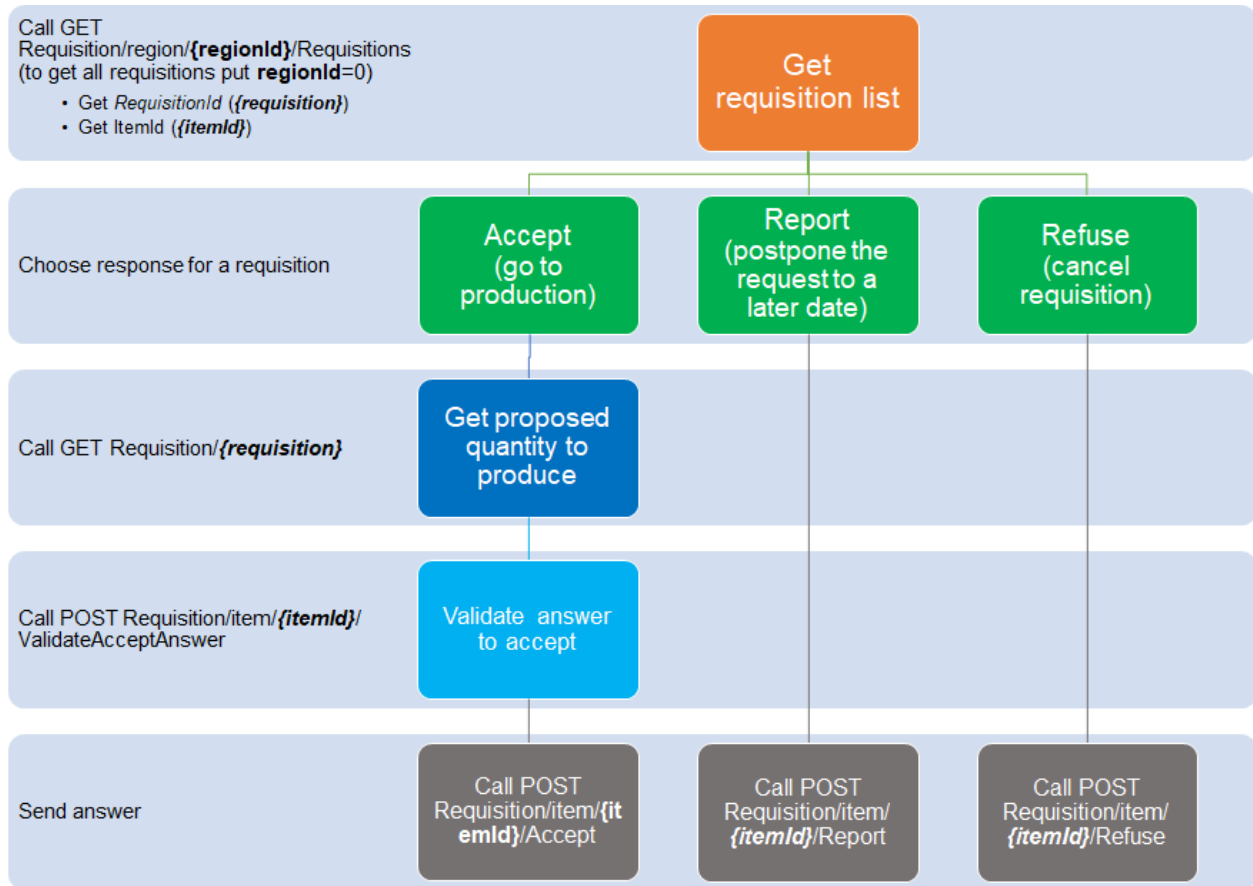 Call GET
Requisition/region/{regionId}/Requisitions
(to get all requisitions put regionId=0)
• Get RequisitionId ({requisition})
• Get ItemId ({itemId})
Get
requisition list
Choose response for a requisition
Accept
(go to
production)
Report
(postpone the
request to a
later date)
Refuse
(cancel
requisition)
Call GET Requisition/{requisition}
Get proposed
quantity to
produce
Call POST Requisition/item/{itemId}/
ValidateAcceptAnswer
Validate answer
to accept
Send answer
Call POST
Requisition/item/{it
emId}/Accept
Call POST
Requisition/item/
{itemId}/Report
Call POST
Requisition/item/
{itemId}/Refuse